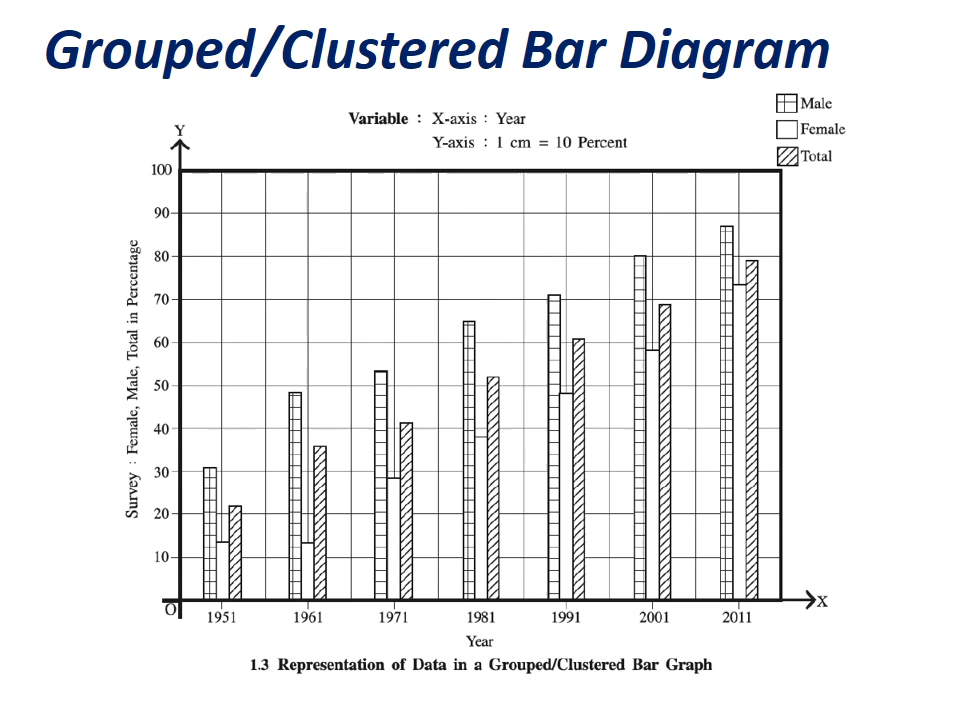 Grouped/Clustered Bar Diagram
Variable : X-axis : Year
Y-axis : 1 cm = 10 Percent
Male
Female
Total
Y
100
90
80
70
60
50
40
30
20
10
O
Survey : Female, Male, Total in Percentage
1951 1961 1971 1981 1991 2001 2011
X
Year
1.3 Representation of Data in a Grouped/Clustered Bar Graph